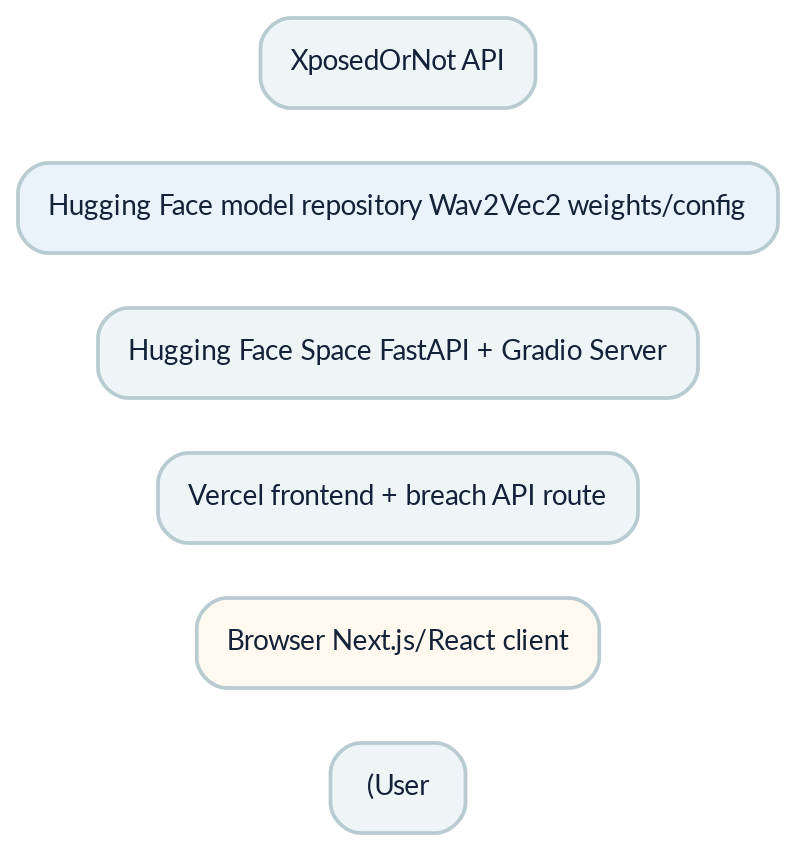 XposedOrNot API
Hugging Face model repository Wav2Vec2 weights/config
Hugging Face Space FastAPI + Gradio Server
Vercel frontend + breach API route
Browser Next.js/React client
(User